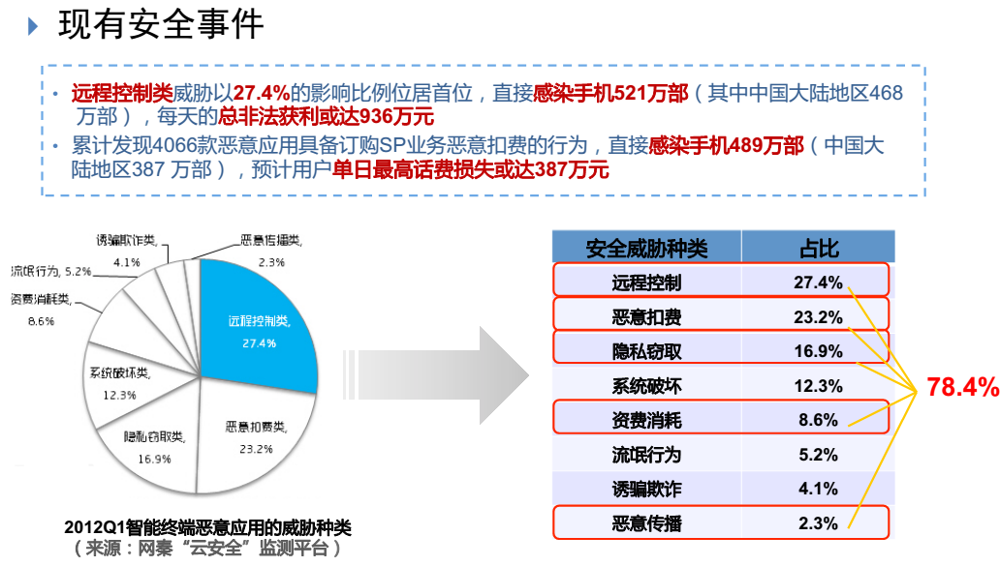 现有安全事件
• 远程控制类威胁以27.4%的影响比例位居首位，直接感染手机521万部（其中中国大陆地区468
万部），每天的总非法获利或达936万元
• 累计发现4066款恶意应用具备订购SP业务恶意扣费的行为，直接感染手机489万部（中国大
陆地区387 万部），预计用户单日最高话费损失或达387万元
诱骗欺诈类,
4.1%
恶意传播类,
2.3%
流氓行为, 5.2%
资费消耗类,
8.6%
远程控制类,
27.4%
系统破坏类,
12.3%
恶意扣费类,
23.2%
隐私窃取类,
16.9%
2012Q1智能终端恶意应用的威胁种类
（来源：网秦“云安全”监测平台）
安全威胁种类 占比
远程控制 27.4%
恶意扣费 23.2%
隐私窃取 16.9%
系统破坏 12.3%
资费消耗 8.6%
流氓行为 5.2%
诱骗欺诈 4.1%
恶意传播 2.3%
78.4%